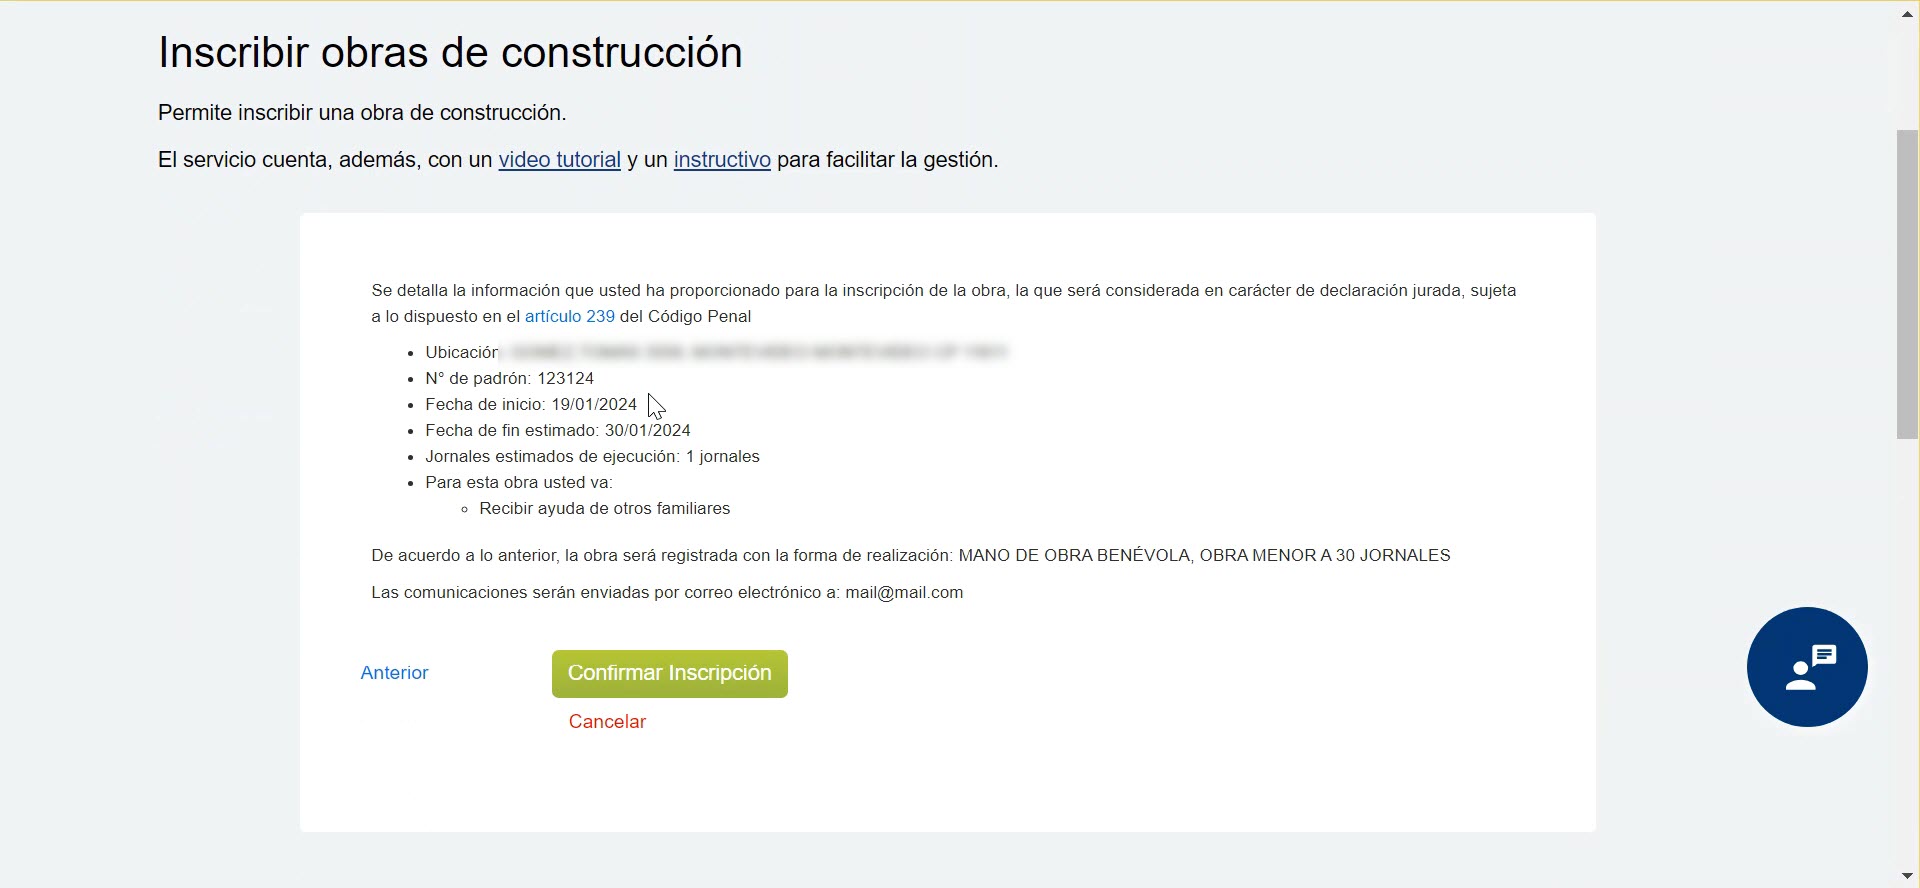 Inscribir obras de construcción
Permite inscribir una obra de construcción.
El servicio cuenta, además, con un video tutorial y un instructivo para facilitar la gestión.
Se detalla la información que usted ha proporcionado para la inscripción de la obra, la que será considerada en carácter de declaración jurada, sujeta
a lo dispuesto en el artículo 239 del Código Penal
Ubicación
N° de padrón: 123124
Fecha de inicio: 19/01/2024
Fecha de fin estimado: 30/01/2024
Jornales estimados de ejecución: 1 jornales
Para esta obra usted va:
Recibir ayuda de otros familiares
De acuerdo a lo anterior, la obra será registrada con la forma de realización: MANO DE OBRA BENÉVOLA, OBRA MENOR A 30 JORNALES
Las comunicaciones serán enviadas por correo electrónico a: mail@mail.com
Anterior
Confirmar Inscripción
Cancelar